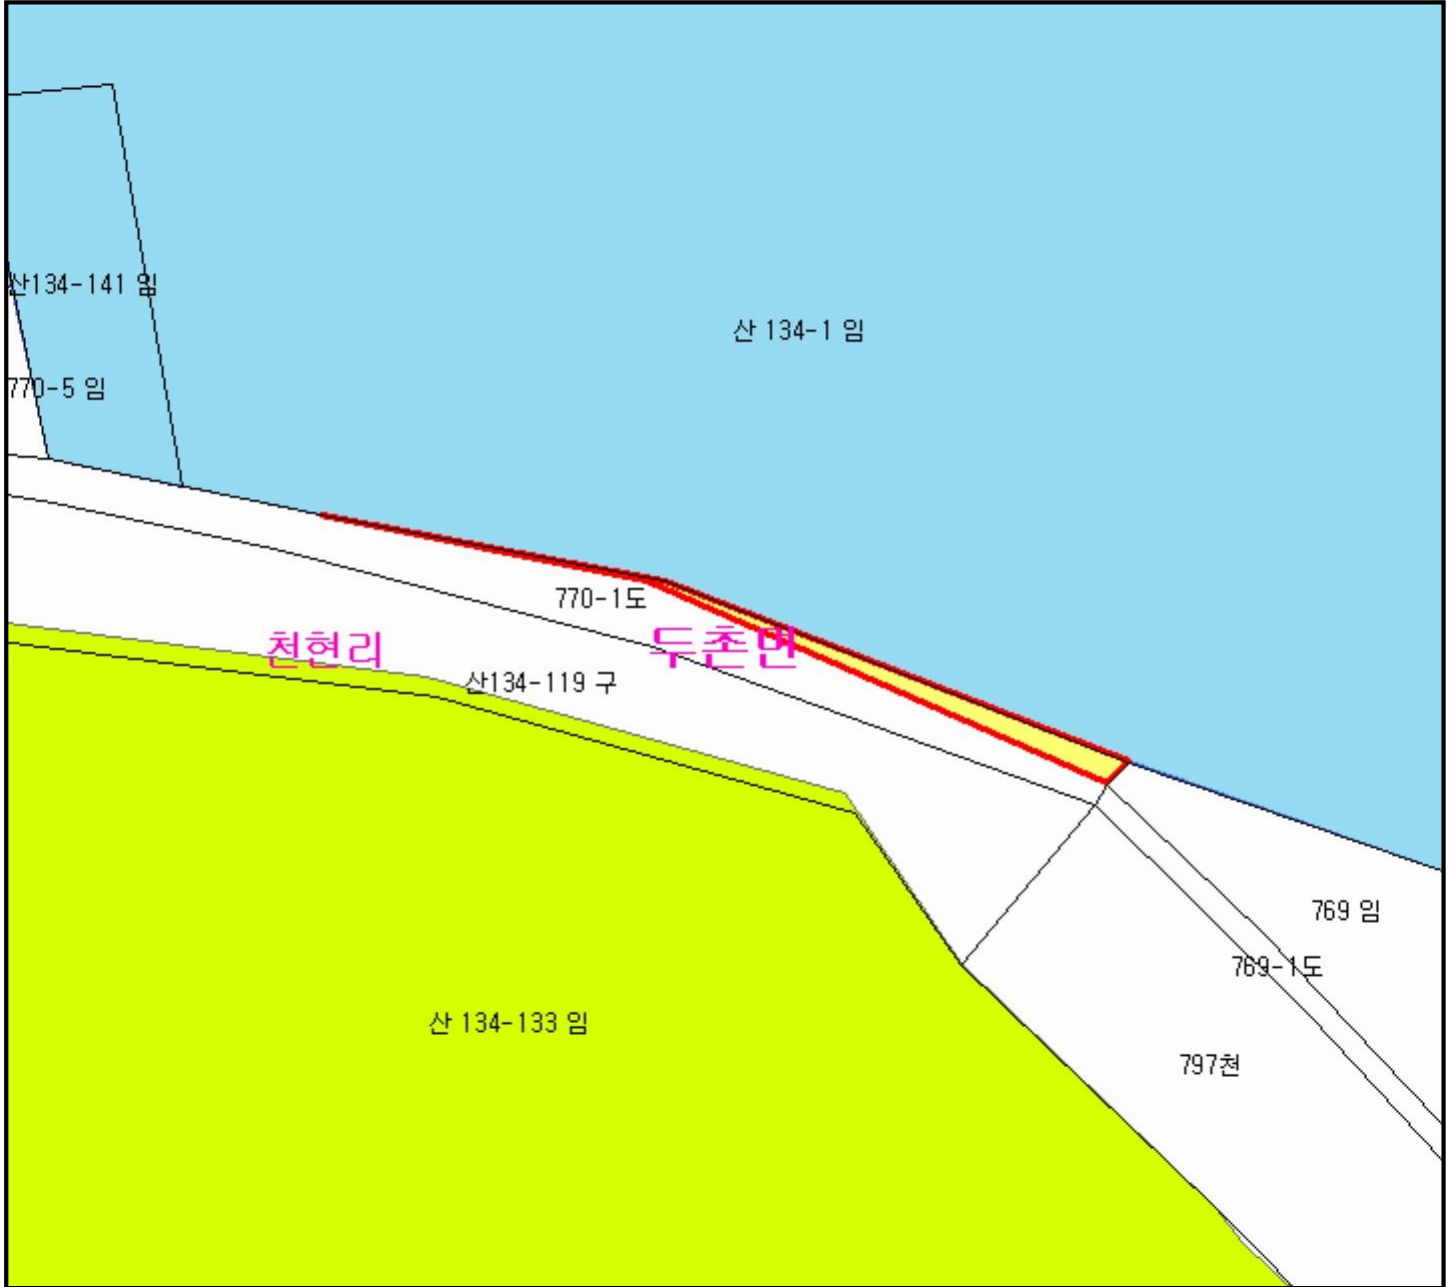 산134-141 임
산 134-1 임
770-5 임
770-1도
천현리
두촌면
산134-119 구
769 임
769-1도
산 134-133 임
797천